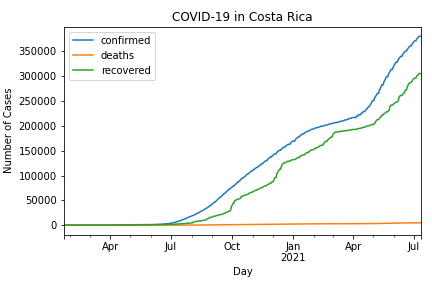 COVID-19 in Costa Rica
confirmed
deaths
recovered
Number of Cases
350000
300000
250000
200000
150000
100000
50000
0
Apr
Jul
Oct
Jan
2021
Apr
Jul
Day